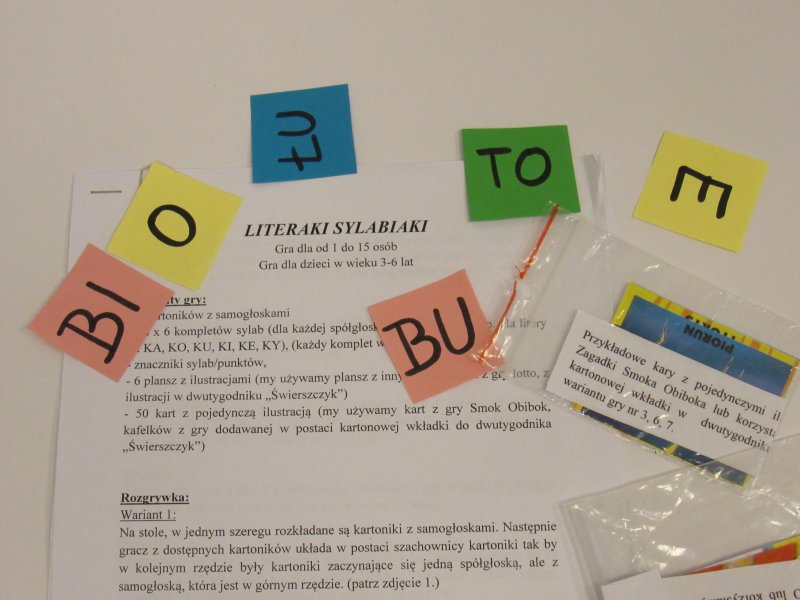 ŁU
TO
E
O
BI
BU
LITERAKI SYLABIAKI
Gra dla od 1 do 15 osób
Gra dla dzieci w wieku 3-6 lat
gry:
kartoników z samogłoskami
x 6 kompletów sylab (dla każdej spółgłosk
KA, KO, KU, KI, KE, KY), (każdy komplet w
- znaczniki sylab/punktów,
- 6 plansz z ilustracjami (my używamy plansz z inny lotto, z
ilustracji w dwutygodniku „Świerszczyk”)
- 50 kart z pojedynczą ilustracją (my używamy kart z gry Smok Obibok,
kafelków z gry dodawanej w postaci kartonowej wkładki do dwutygodnika
„Świerszczyk”)
Rozgrywka:
Wariant 1:
Na stole, w jednym szeregu rozkładane są kartoniki z samogłoskami. Następnie
gracz z dostępnych kartoników układa w postaci szachownicy kartoniki tak by
w kolejnym rzędzie były kartoniki zaczynające się jedną spółgłoską, ale z
samogłoską, która jest w górnym rzędzie. (patrz zdjęcie 1.)
PIORUN
Przykładowe kary z pojedynczymi il
Zagadki Smoka Obiboka lub korzysta
kartonowej wkładki w dwutygodniki
wariantu gry nr 3, 6, 7.